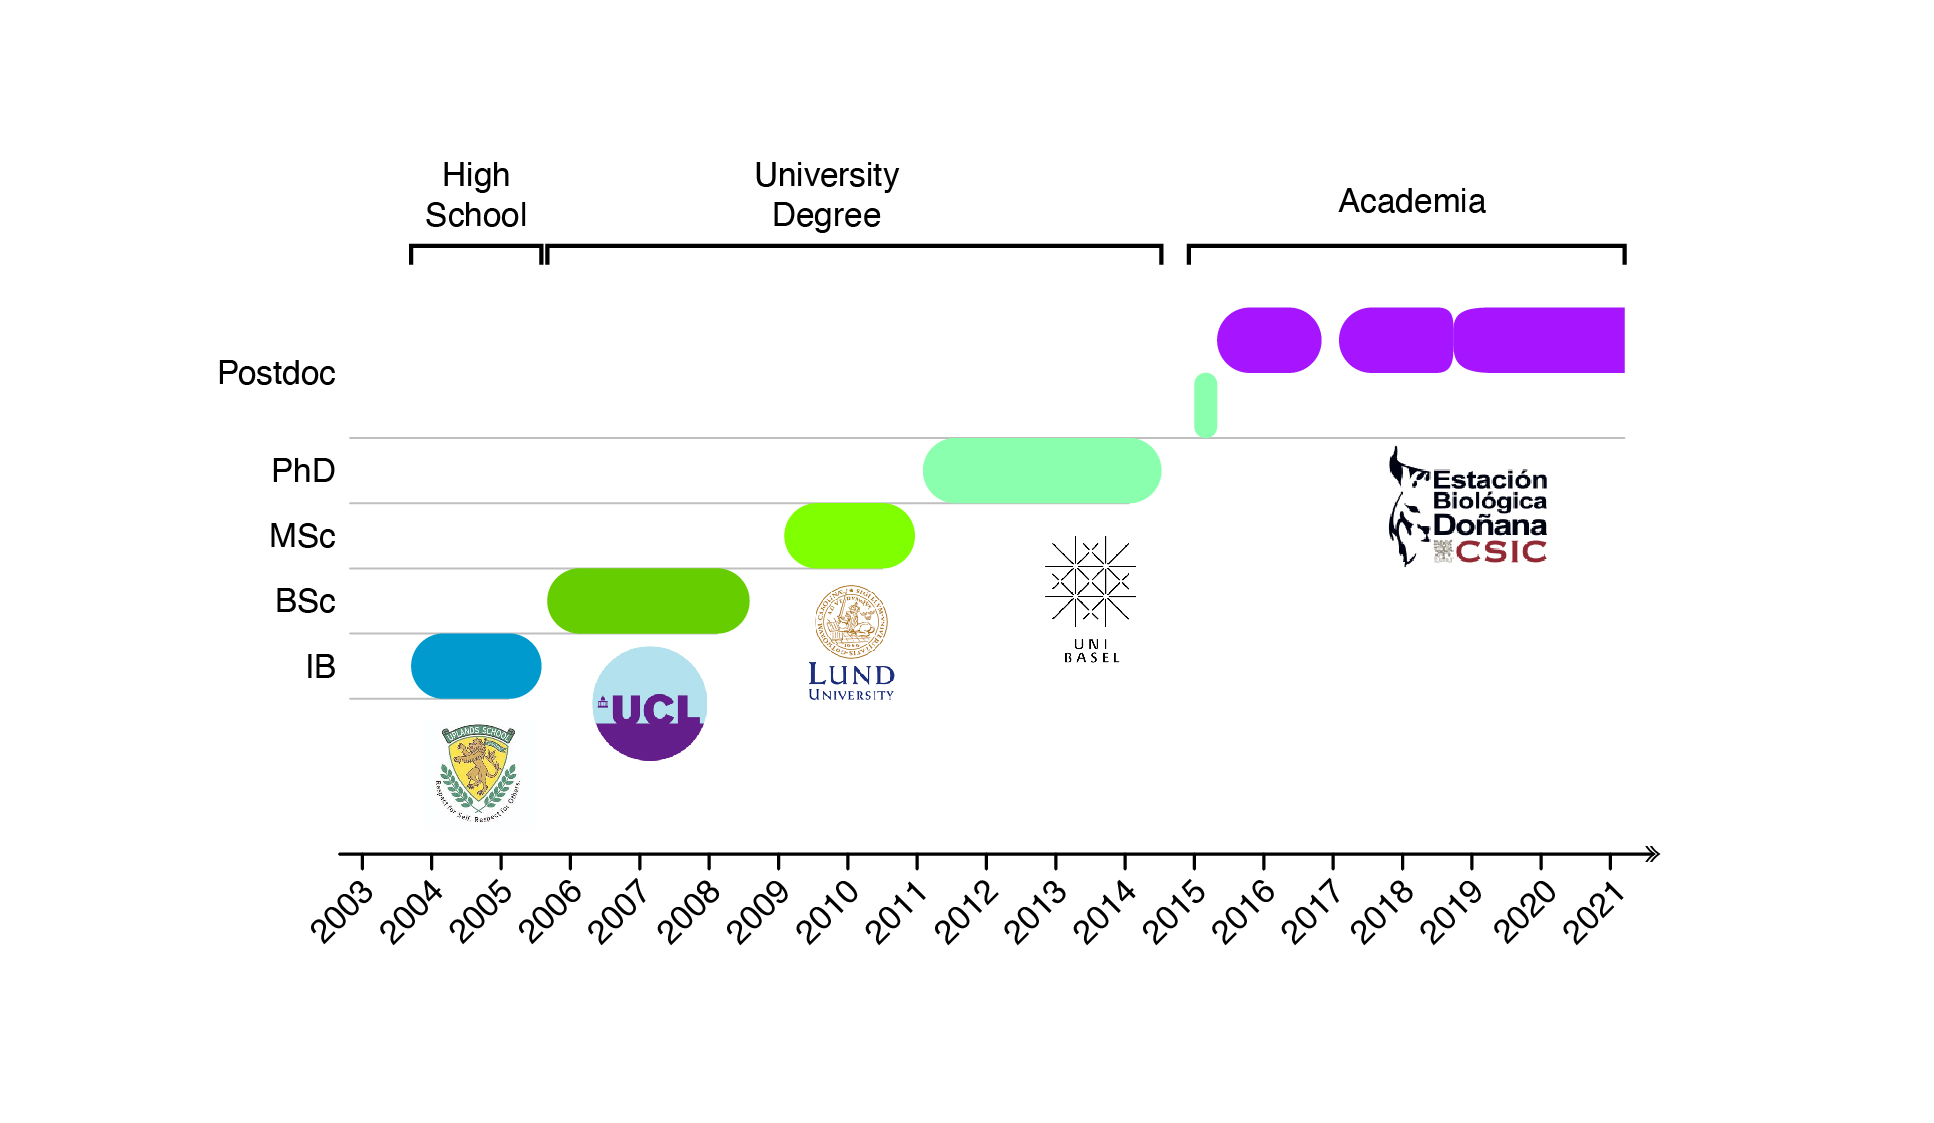 High
School
University
Degree
Academia
Postdoc
PhD
MSc
BSc
IB
Estación
Biológica
Doñana
CSIC
UNI
BASEL
LUND
UNIVERSITY
UCL
UPLANDS SCHOOL
Respect for Self. Respect for Others.
2003
2004
2005
2006
2007
2008
2009
2010
2011
2012
2013
2014
2015
2016
2017
2018
2019
2020
2021